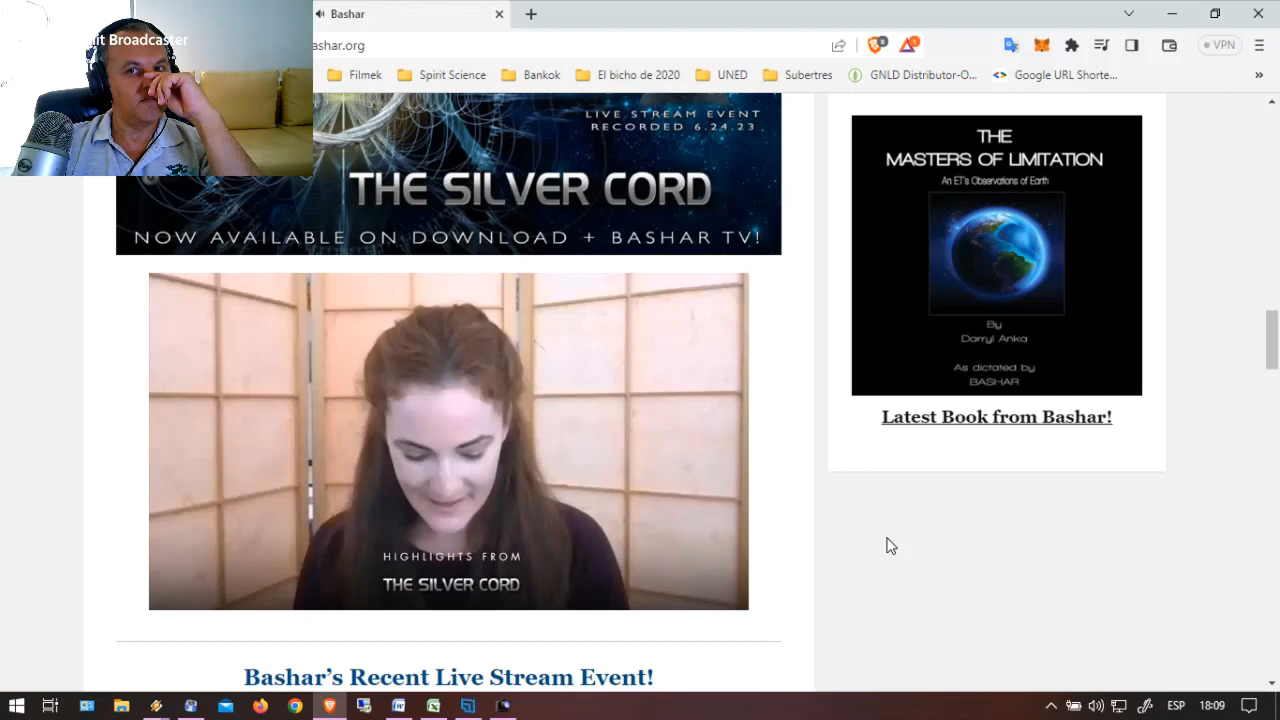 Broadcaster
Bashar
ashar.org
VPN
Filmek
Spirit Science
Bankok
El bicho de 2020
UNED
Subertres
GNLD Distributor-O...
Google URL Shorte...
»
LIVE STREAM EVENT
RECORDED 6.24.23
THE SILVER CORD
NOW AVAILABLE ON DOWNLOAD + BASHAR TV!
HIGHLIGHTS FROM
THE SILVER CORD
Bashar’s Recent Live Stream Event!
THE
MASTERS OF LIMITATION
An ET's Observations of Earth
By
Darryl Anka
As dictated by
BASHAR
Latest Book from Bashar!
ESP
18:09